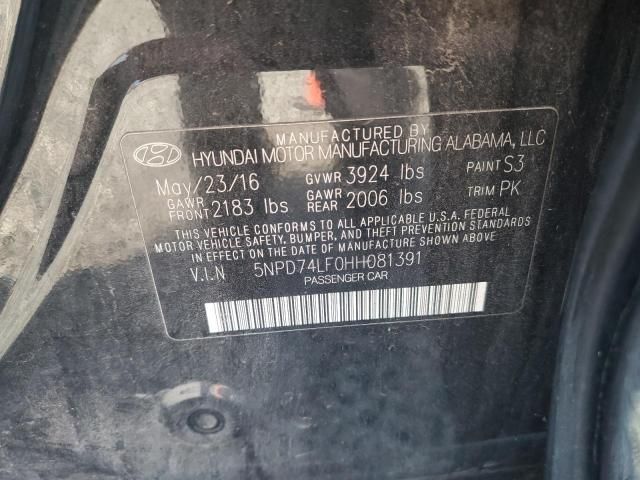 MANUFACTURED BY
HYUNDAI MOTOR MANUFACTURING ALABAMA, LLC
May/23/16 GVWR 3924 lbs PAINT S3
GAWR FRONT 2183 lbs GAWR REAR 2006 lbs TRIM PK
THIS VEHICLE CONFORMS TO ALL APPLICABLE U.S.A. FEDERAL
MOTOR VEHICLE SAFETY, BUMPER, AND THEFT PREVENTION STANDARDS
IN EFFECT ON THE DATE OF MANUFACTURE SHOWN ABOVE
V.I.N 5NPD74LF0HH081391
PASSENGER CAR